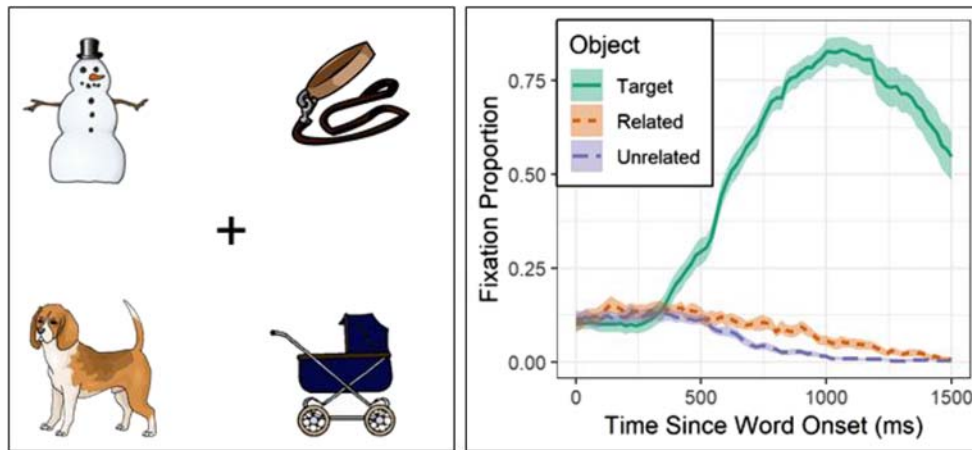 +
Object
Target
Related
Unrelated
Fixation Proportion
0.75
0.50
0.25
0.00
0
500
1000
1500
Time Since Word Onset (ms)